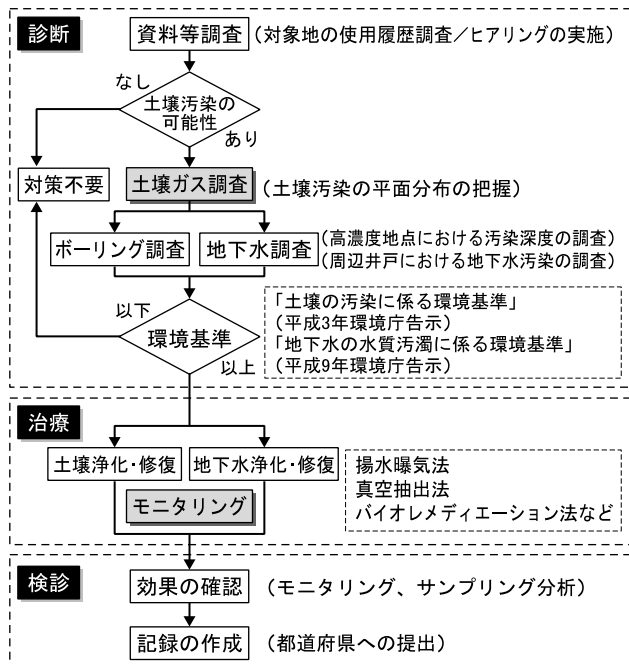 診断
資料等調査 (対象地の使用履歴調査/ヒアリングの実施)
なし
土壌汚染の
可能性
あり
対策不要
土壌ガス調査 (土壌汚染の平面分布の把握)
ボーリング調査
地下水調査
(高濃度地点における汚染深度の調査)
(周辺井戸における地下水汚染の調査)
以下
環境基準
以上
「土壌の汚染に係る環境基準」
(平成3年環境庁告示)
「地下水の水質汚濁に係る環境基準」
(平成9年環境庁告示)
治療
土壌浄化・修復
地下水浄化・修復
モニタリング
揚水曝気法
真空抽出法
バイオレメディエーション法など
検診
効果の確認 (モニタリング、サンプリング分析)
記録の作成 (都道府県への提出)